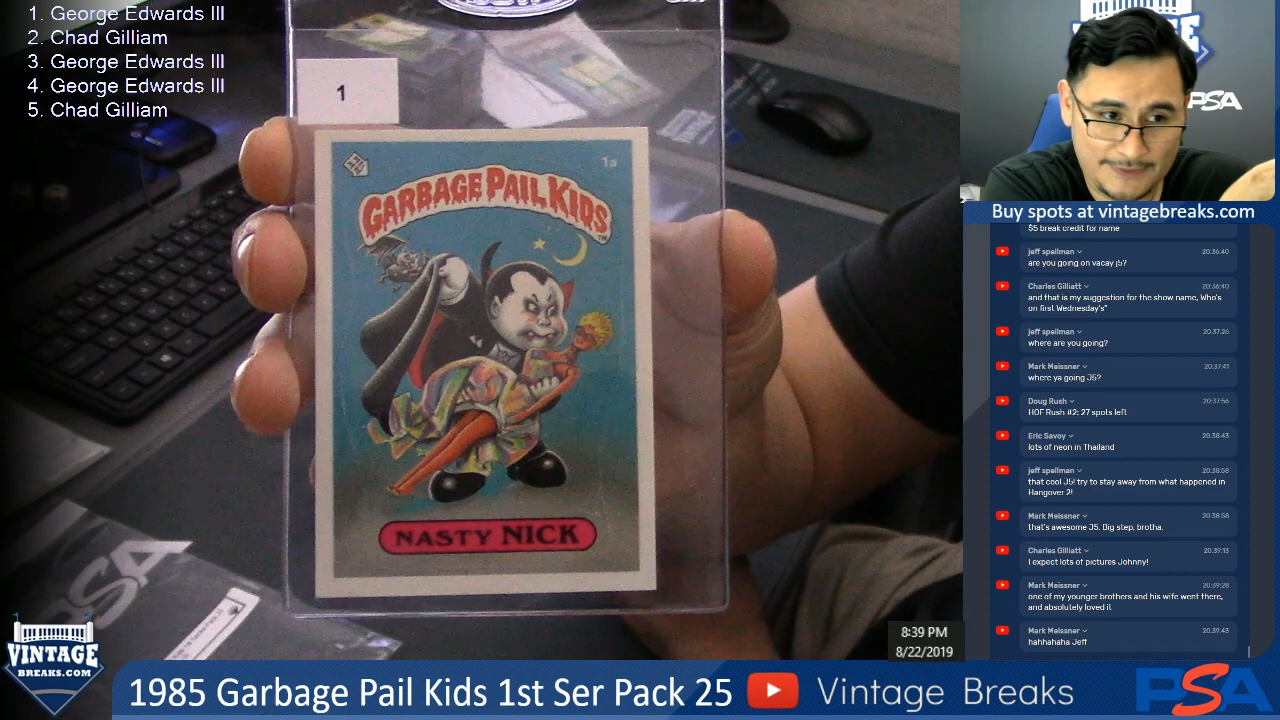 1. George Edwards III
2. Chad Gilliam
3. George Edwards III
4. George Edwards III
5. Chad Gilliam
1
1a
GARBAGE PAIL KIDS
NASTY NICK
PSA
PSA
Buy spots at vintagebreaks.com
$5 break credit for name
jeff spellman 20:36:40
are you going on vacay j5?
Charles Gilliatt 20:36:40
and that is my suggestion for the show name, Who's
on first Wednesday's"
jeff spellman 20:37:26
where are you going?
Mark Meissner 20:37:41
where ya going J5?
Doug Rush 20:37:56
HOF Rush #2: 27 spots left
Eric Savoy 20:38:43
lots of neon in Thailand
jeff spellman 20:38:58
that cool J5! try to stay away from what happened in
Hangover 2!
Mark Meissner 20:38:58
that's awesome J5. Big step, brotha.
Charles Gilliatt 20:39:13
I expect lots of pictures Johnny!
Mark Meissner 20:39:28
one of my younger brothers and his wife went there,
and absolutely loved it
Mark Meissner 20:39:43
hahhahaha Jeff
8:39 PM
8/22/2019
VINTAGE
BREAKS.COM
1985 Garbage Pail Kids 1st Ser Pack 25
Vintage Breaks
PSA